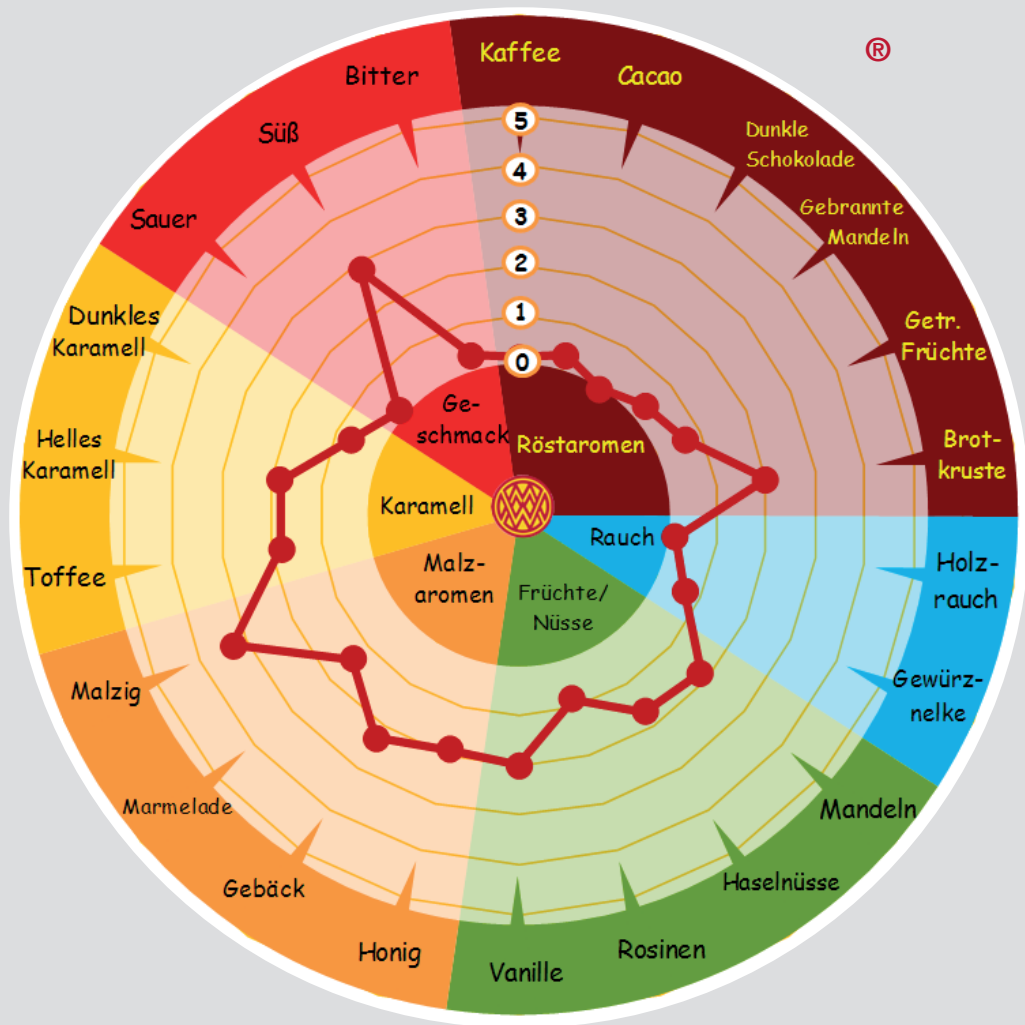 ®
Kaffee
Cacao
Dunkle
Schokolade
Gebrannte
Mandeln
Getr.
Früchte
Brot-
kruste
Holz-
rauch
Gewürz-
nelke
Mandeln
Haselnüsse
Rosinen
Vanille
Honig
Gebäck
Marmelade
Malzig
Toffee
Helles
Karamell
Dunkles
Karamell
Sauer
Süß
Bitter
5
4
3
2
1
0
Ge-
schmack
Röstaromen
Karamell
Rauch
Malz-
aromen
Früchte/
Nüsse